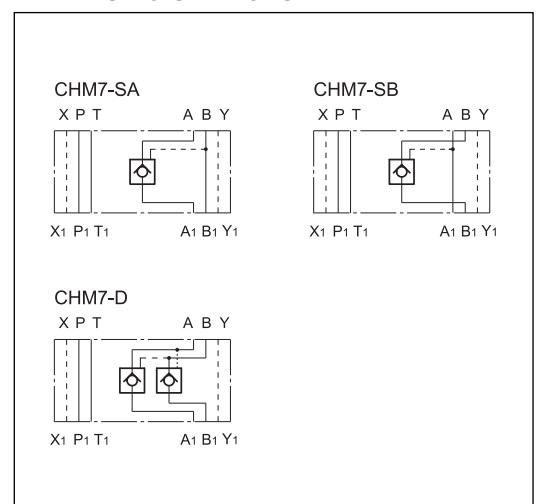 CHM7-SA
X P T A B Y
X1 P1 T1 A1 B1 Y1
CHM7-SB
X P T A B Y
X1 P1 T1 A1 B1 Y1
CHM7-D
X P T A B Y
X1 P1 T1 A1 B1 Y1